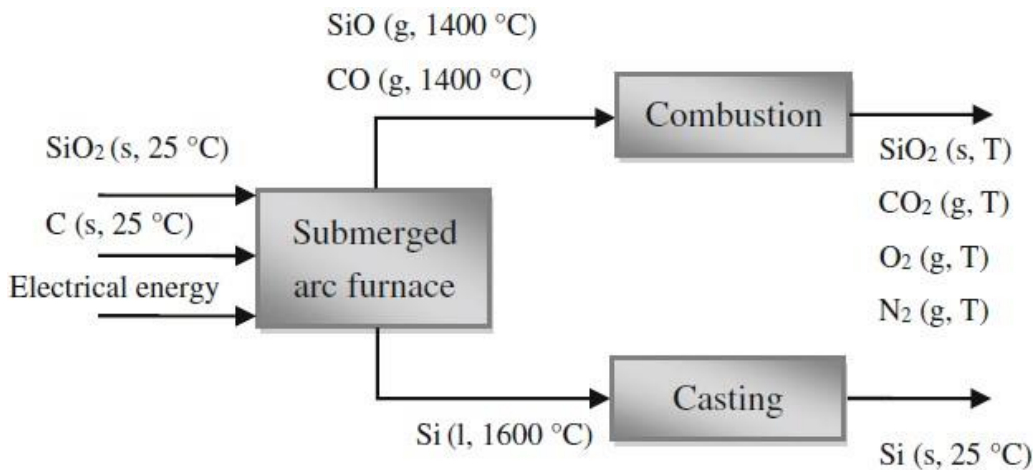 SiO (g, 1400 °C)
CO (g, 1400 °C)
Combustion
SiO₂ (s, 25 °C)
SiO₂ (s, T)
C (s, 25 °C)
CO₂ (g, T)
Submerged
arc furnace
O₂ (g, T)
Electrical energy
N₂ (g, T)
Casting
Si (l, 1600 °C)
Si (s, 25 °C)